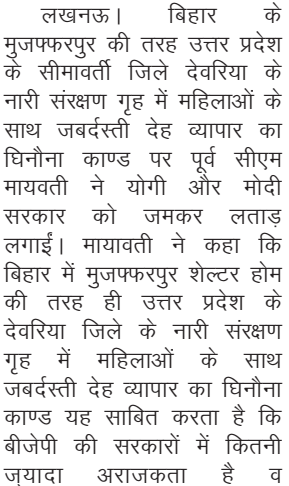 लखनऊ। बिहार के
मुजफ्फरपुर की तरह उत्तर प्रदेश
के सीमावर्ती जिले देवरिया के
नारी संरक्षण गृह में महिलाओं के
साथ जबर्दस्ती देह व्यापार का
घिनौना काण्ड पर पूर्व सीएम
मायवती ने योगी और मोदी
सरकार को जमकर लताड़
लगाईं। मायावती ने कहा कि
बिहार में मुजफ्फरपुर शेल्टर होम
की तरह ही उत्तर प्रदेश के
देवरिया जिले के नारी संरक्षण
गृह में महिलाओं के साथ
जबर्दस्ती देह व्यापार का घिनौना
काण्ड यह साबित करता है कि
बीजेपी की सरकारों में कितनी
ज्यादा अराजकता है व